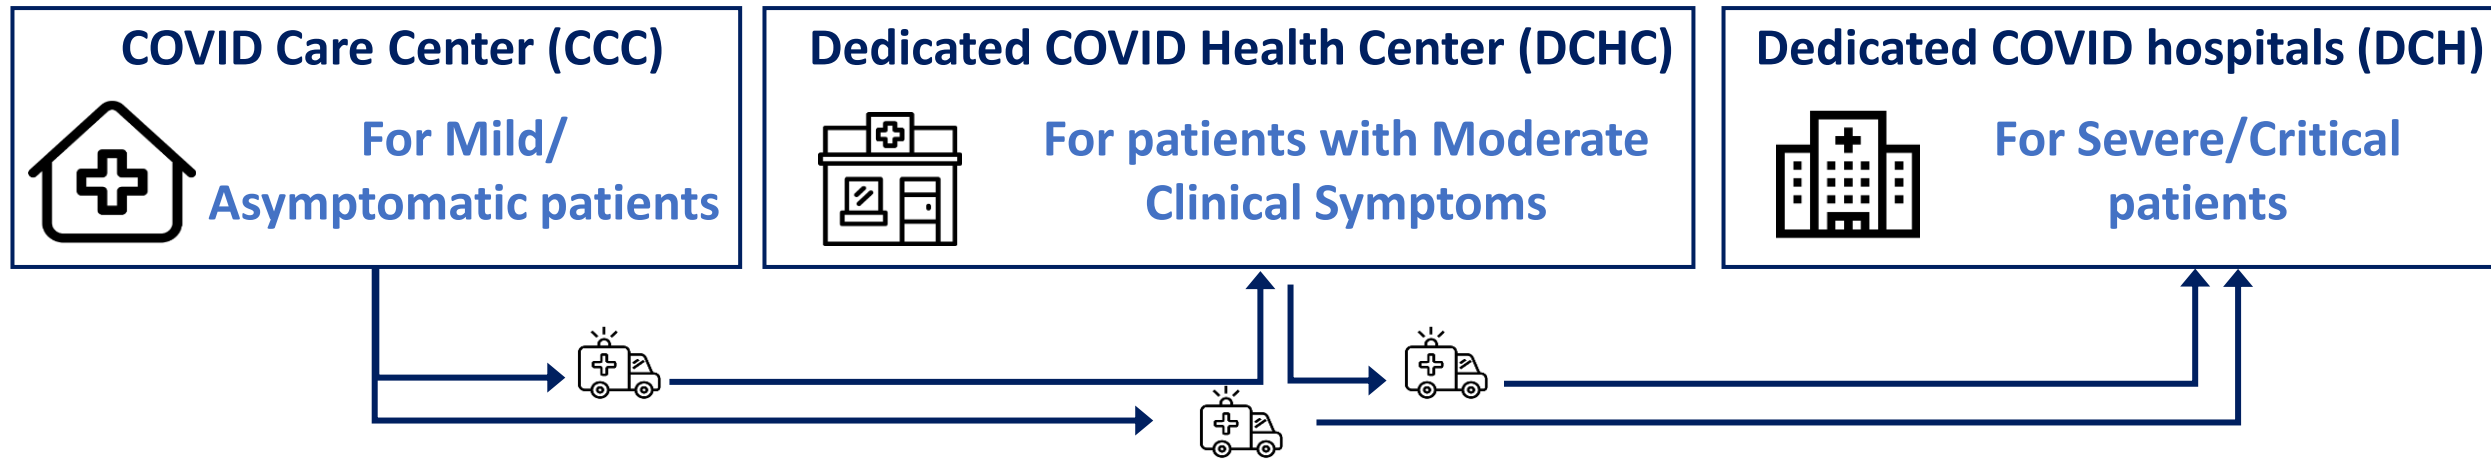 COVID Care Center (CCC)
For Mild/
Asymptomatic patients
Dedicated COVID Health Center (DCHC)
For patients with Moderate
Clinical Symptoms
Dedicated COVID hospitals (DCH)
For Severe/Critical
patients